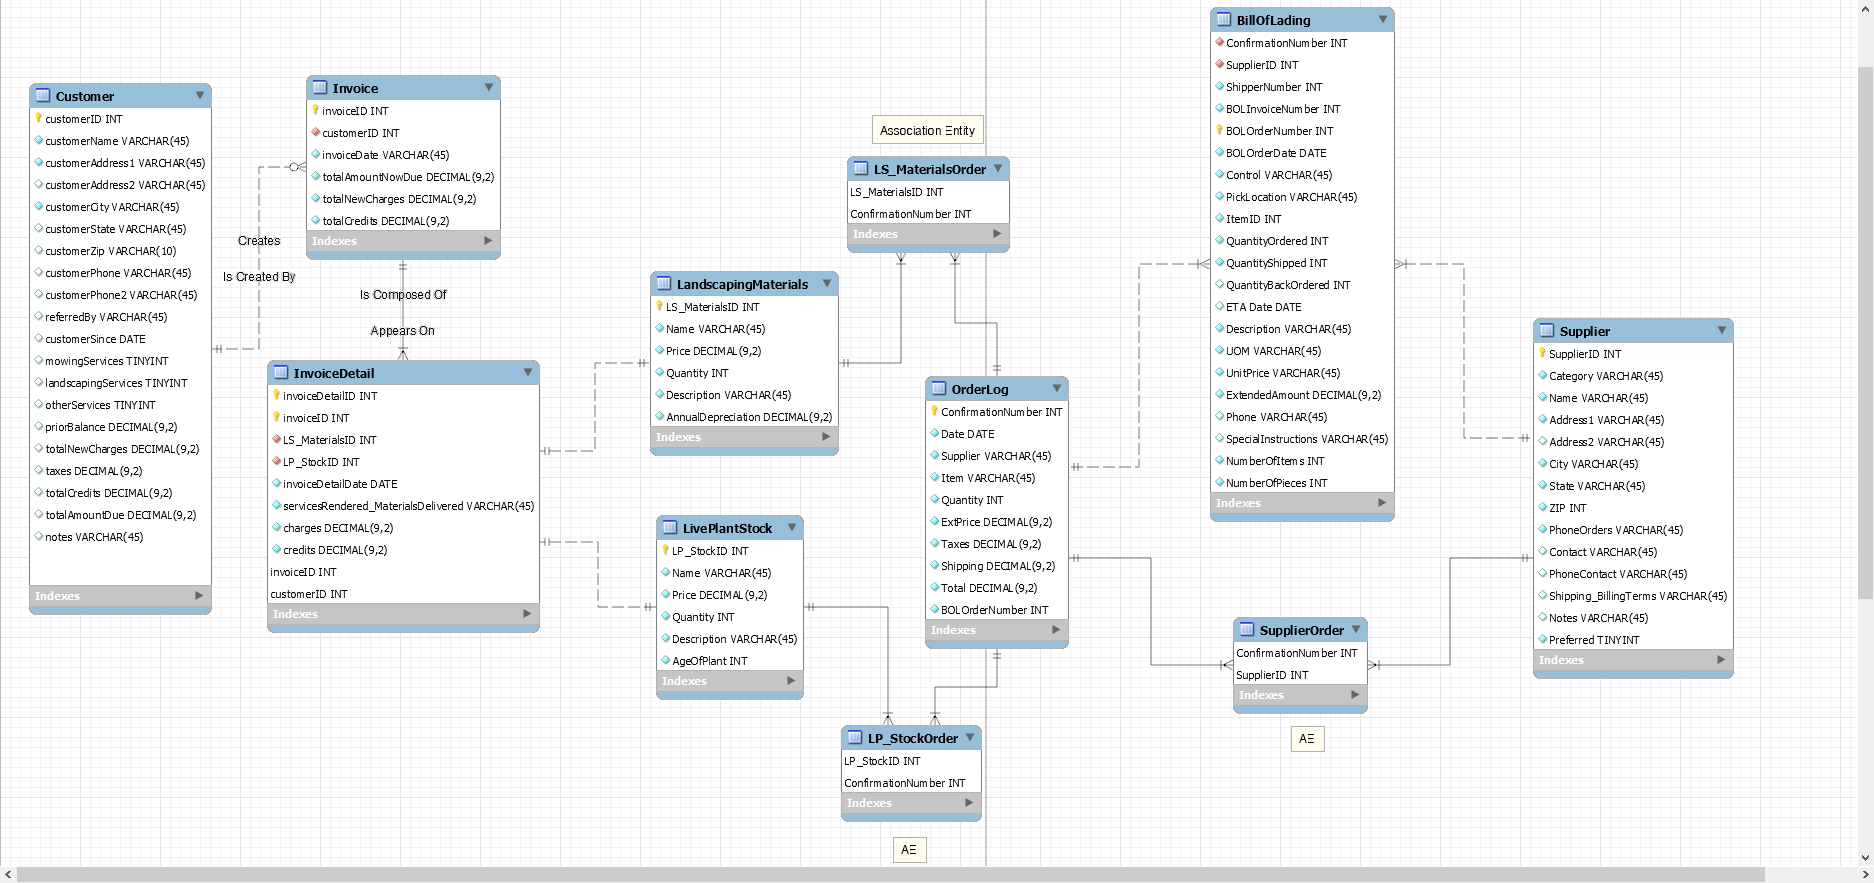 Customer
customerID INT
customerName VARCHAR(45)
customerAddress1 VARCHAR(45)
customerAddress2 VARCHAR(45)
customerCity VARCHAR(45)
customerState VARCHAR(45)
customerZip VARCHAR(10)
customerPhone VARCHAR(45)
customerPhone2 VARCHAR(45)
referredBy VARCHAR(45)
customerSince DATE
mowingServices TINYINT
landscapingServices TINYINT
otherServices TINYINT
priorBalance DECIMAL(9,2)
totalNewCharges DECIMAL(9,2)
taxes DECIMAL(9,2)
totalCredits DECIMAL(9,2)
totalAmountDue DECIMAL(9,2)
notes VARCHAR(45)
Indexes
Creates
Is Created By
Invoice
invoiceID INT
customerID INT
invoiceDate VARCHAR(45)
totalAmountNowDue DECIMAL(9,2)
totalNewCharges DECIMAL(9,2)
totalCredits DECIMAL(9,2)
Indexes
Is Composed Of
Appears On
InvoiceDetail
invoiceDetailID INT
invoiceID INT
LS_MaterialsID INT
LP_StockID INT
invoiceDetailDate DATE
servicesRendered_MaterialsDelivered VARCHAR(45)
charges DECIMAL(9,2)
credits DECIMAL(9,2)
invoiceID INT
customerID INT
Indexes
LandscapingMaterials
LS_MaterialsID INT
Name VARCHAR(45)
Price DECIMAL(9,2)
Quantity INT
Description VARCHAR(45)
AnnualDepreciation DECIMAL(9,2)
Indexes
LivePlantStock
LP_StockID INT
Name VARCHAR(45)
Price DECIMAL(9,2)
Quantity INT
Description VARCHAR(45)
AgeOfPlant INT
Indexes
Association Entity
LS_MaterialsOrder
LS_MaterialsID INT
ConfirmationNumber INT
Indexes
OrderLog
ConfirmationNumber INT
Date DATE
Supplier VARCHAR(45)
Item VARCHAR(45)
Quantity INT
ExtPrice DECIMAL(9,2)
Taxes DECIMAL(9,2)
Shipping DECIMAL(9,2)
Total DECIMAL(9,2)
BOLOrderNumber INT
Indexes
LP_StockOrder
LP_StockID INT
ConfirmationNumber INT
Indexes
AE
BillOfLading
ConfirmationNumber INT
SupplierID INT
ShipperNumber INT
BOLInvoiceNumber INT
BOLOrderNumber INT
BOLOrderDate DATE
Control VARCHAR(45)
PickLocation VARCHAR(45)
ItemID INT
QuantityOrdered INT
QuantityShipped INT
QuantityBackOrdered INT
ETA Date DATE
Description VARCHAR(45)
UOM VARCHAR(45)
UnitPrice VARCHAR(45)
ExtendedAmount DECIMAL(9,2)
Phone VARCHAR(45)
SpecialInstructions VARCHAR(45)
NumberOfItems INT
NumberOfPieces INT
Indexes
SupplierOrder
ConfirmationNumber INT
SupplierID INT
Indexes
AE
Supplier
SupplierID INT
Category VARCHAR(45)
Name VARCHAR(45)
Address1 VARCHAR(45)
Address2 VARCHAR(45)
City VARCHAR(45)
State VARCHAR(45)
ZIP INT
PhoneOrders VARCHAR(45)
Contact VARCHAR(45)
PhoneContact VARCHAR(45)
Shipping_BillingTerms VARCHAR(45)
Notes VARCHAR(45)
Preferred TINYINT
Indexes